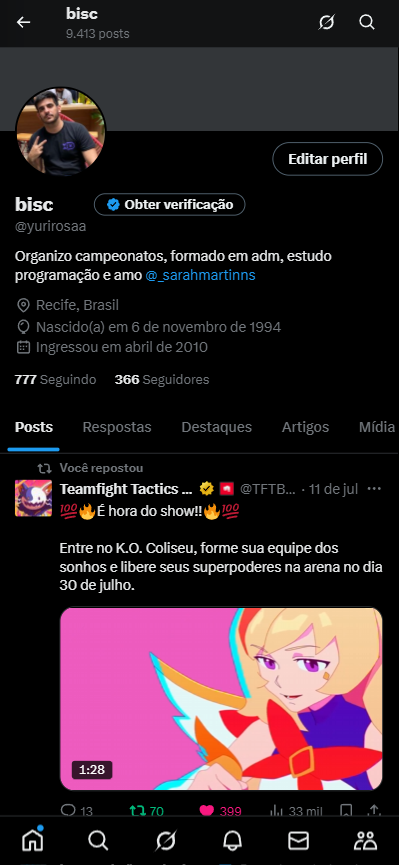 bisc
9.413 posts
Editar perfil
bisc
Obter verificação
@yurirosaa
Organizo campeonatos, formado em adm, estudo
programação e amo @_sarahmartinns
Recife, Brasil
Nascido(a) em 6 de novembro de 1994
Ingressou em abril de 2010
777 Seguindo 366 Seguidores
Posts Respostas Destaques Artigos Mídia
Você repostou
Teamfight Tactics ... @TFTB... · 11 de jul
💯🔥É hora do show!!🔥💯
Entre no K.O. Coliseu, forme sua equipe dos
sonhos e libere seus superpoderes na arena no dia
30 de julho.
1:28
13 70 399 33 mil